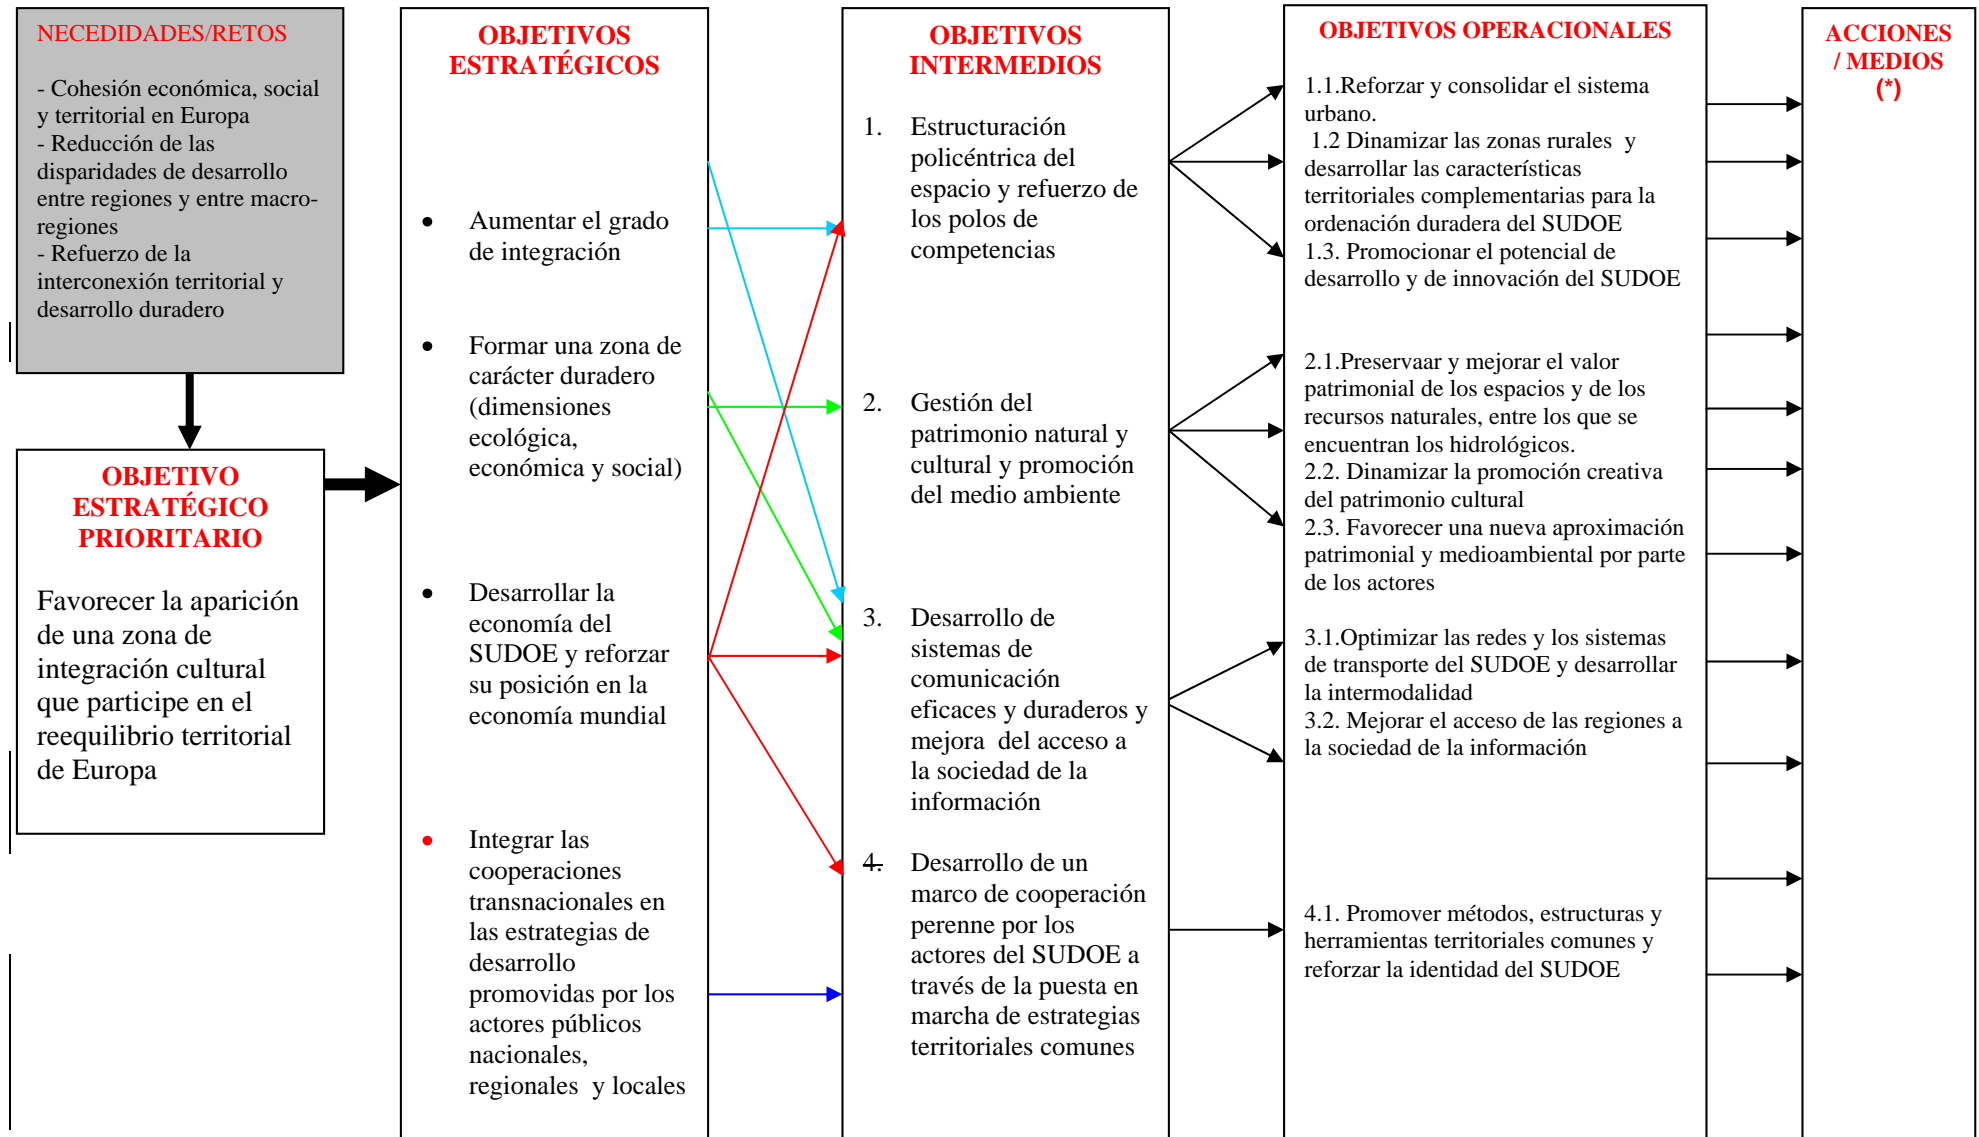 NECEDIDADES/RETOS
- Cohesión económica, social
y territorial en Europa
- Reducción de las
disparidades de desarrollo
entre regiones y entre macro-
regiones
- Refuerzo de la
interconexión territorial y
desarrollo duradero
OBJETIVO
ESTRATÉGICO
PRIORITARIO
Favorecer la aparición
de una zona de
integración cultural
que participe en el
reequilibrio territorial
de Europa
OBJETIVOS
ESTRATÉGICOS
• Aumentar el grado
de integración
• Formar una zona de
carácter duradero
(dimensiones
ecológica,
económica y social)
• Desarrollar la
economía del
SUDOE y reforzar
su posición en la
economía mundial
• Integrar las
cooperaciones
transnacionales en
las estrategias de
desarrollo
promovidas por los
actores públicos
nacionales,
regionales y locales
OBJETIVOS
INTERMEDIOS
1. Estructuración
policéntrica del
espacio y refuerzo de
los polos de
competencias
2. Gestión del
patrimonio natural y
cultural y promoción
del medio ambiente
3. Desarrollo de
sistemas de
comunicación
eficaces y duraderos y
mejora del acceso a
la sociedad de la
información
4. Desarrollo de un
marco de cooperación
perenne por los
actores del SUDOE a
través de la puesta en
marcha de estrategias
territoriales comunes
OBJETIVOS OPERACIONALES
1.1.Reforzar y consolidar el sistema
urbano.
1.2 Dinamizar las zonas rurales y
desarrollar las características
territoriales complementarias para la
ordenación duradera del SUDOE
1.3. Promocionar el potencial de
desarrollo y de innovación del SUDOE
2.1.Preservaar y mejorar el valor
patrimonial de los espacios y de los
recursos naturales, entre los que se
encuentran los hidrológicos.
2.2. Dinamizar la promoción creativa
del patrimonio cultural
2.3. Favorecer una nueva aproximación
patrimonial y medioambiental por parte
de los actores
3.1.Optimizar las redes y los sistemas
de transporte del SUDOE y desarrollar
la intermodalidad
3.2. Mejorar el acceso de las regiones a
la sociedad de la información
4.1. Promover métodos, estructuras y
herramientas territoriales comunes y
reforzar la identidad del SUDOE
ACCIONES
/ MEDIOS
(*)